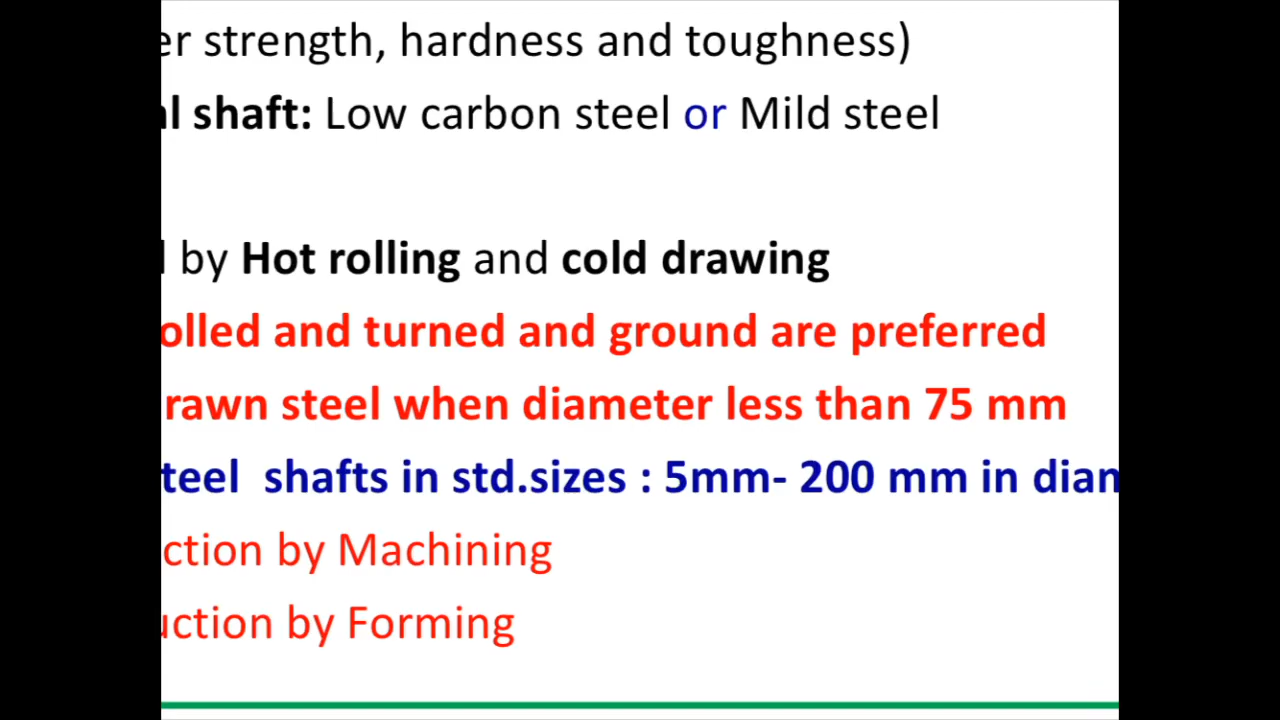 er strength, hardness and toughness)
al shaft: Low carbon steel or Mild steel
by Hot rolling and cold drawing
olled and turned and ground are preferred
rawn steel when diameter less than 75 mm
teel shafts in std.sizes : 5mm- 200 mm in diam
ction by Machining
uction by Forming